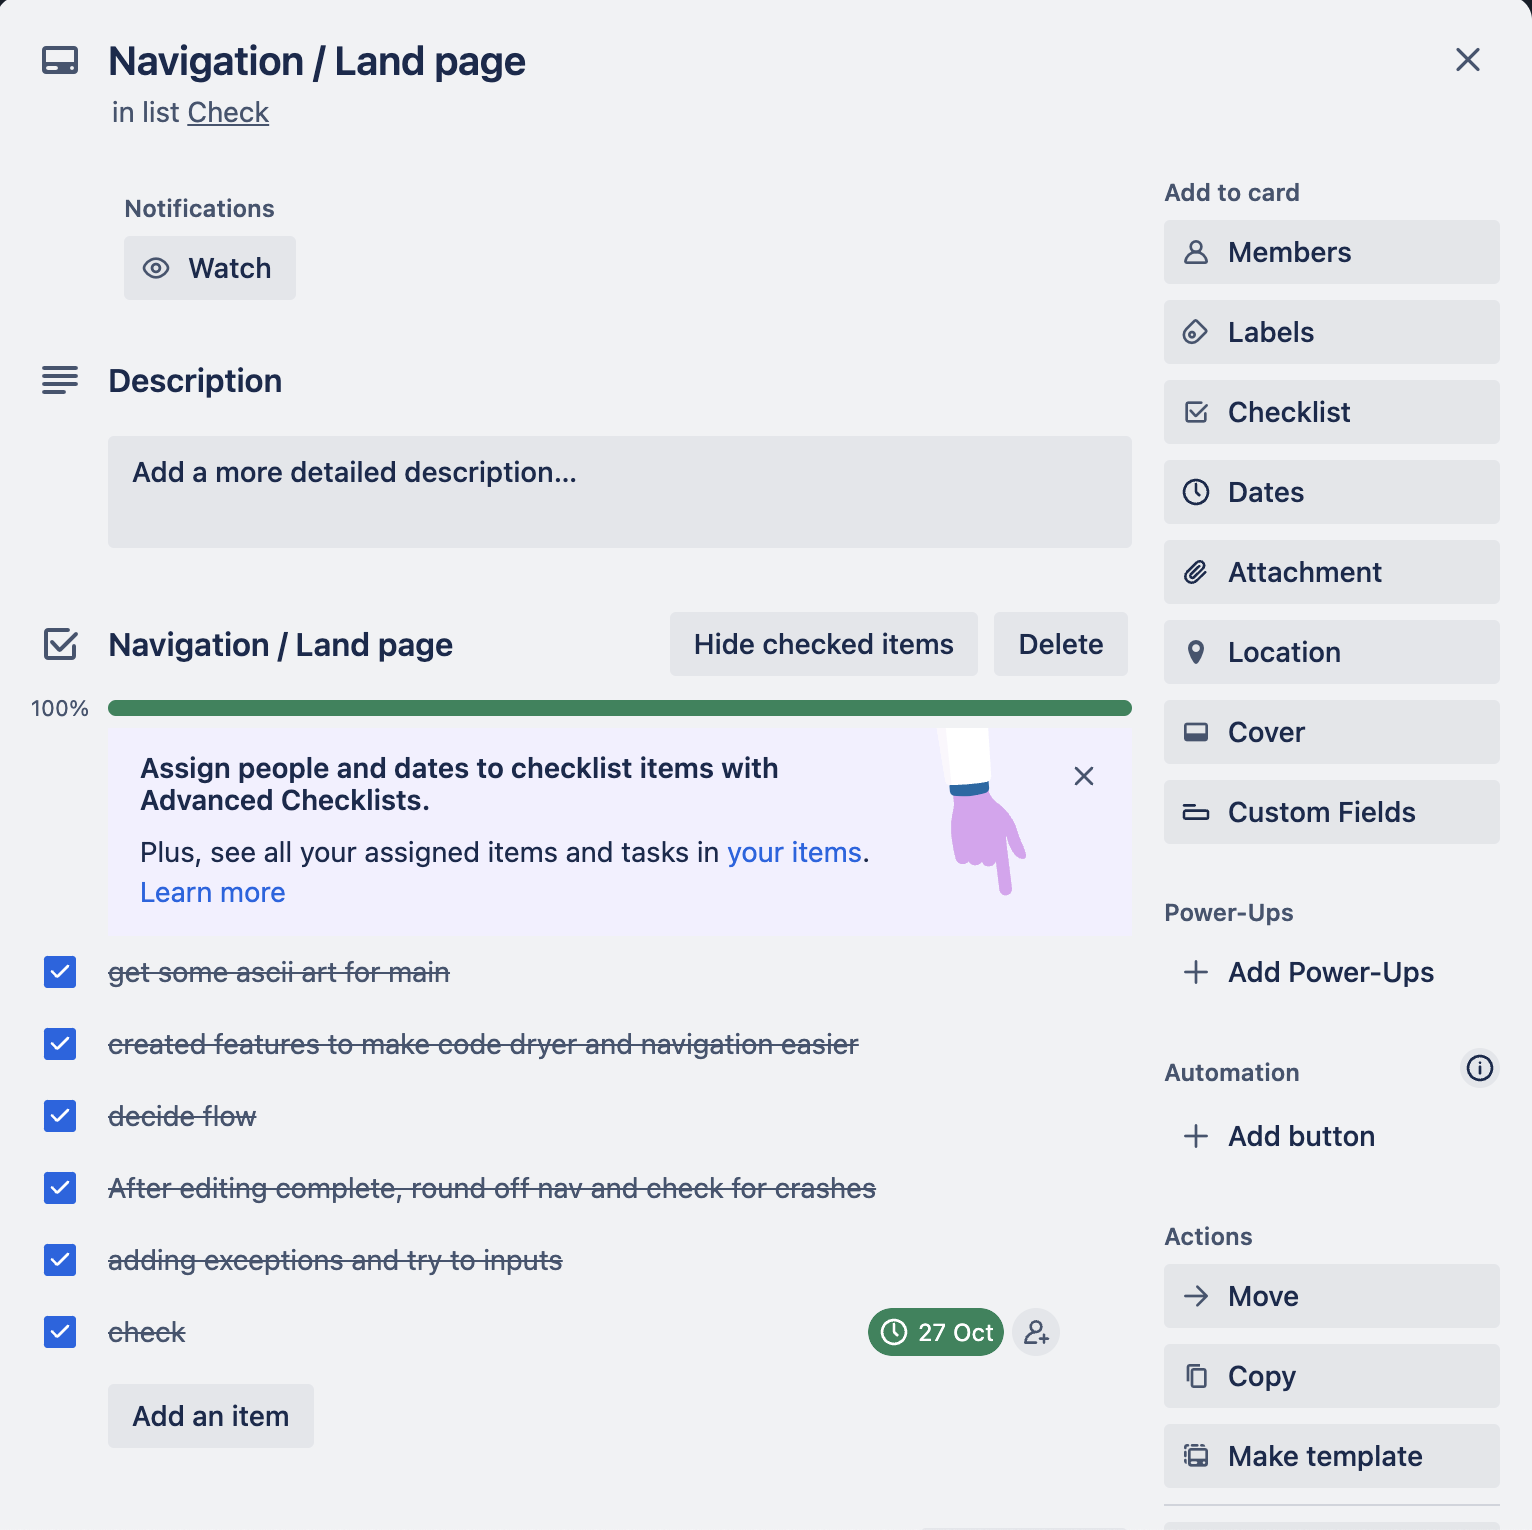 Navigation / Land page
in list Check
Notifications
Watch
Description
Add a more detailed description...
Navigation / Land page
Hide checked items
Delete
100%
Assign people and dates to checklist items with
Advanced Checklists.
Plus, see all your assigned items and tasks in your items.
Learn more
get some ascii art for main
created features to make code dryer and navigation easier
decide flow
After editing complete, round off nav and check for crashes
adding exceptions and try to inputs
check
27 Oct
Add an item
Add to card
Members
Labels
Checklist
Dates
Attachment
Location
Cover
Custom Fields
Power-Ups
Add Power-Ups
Automation
Add button
Actions
Move
Copy
Make template